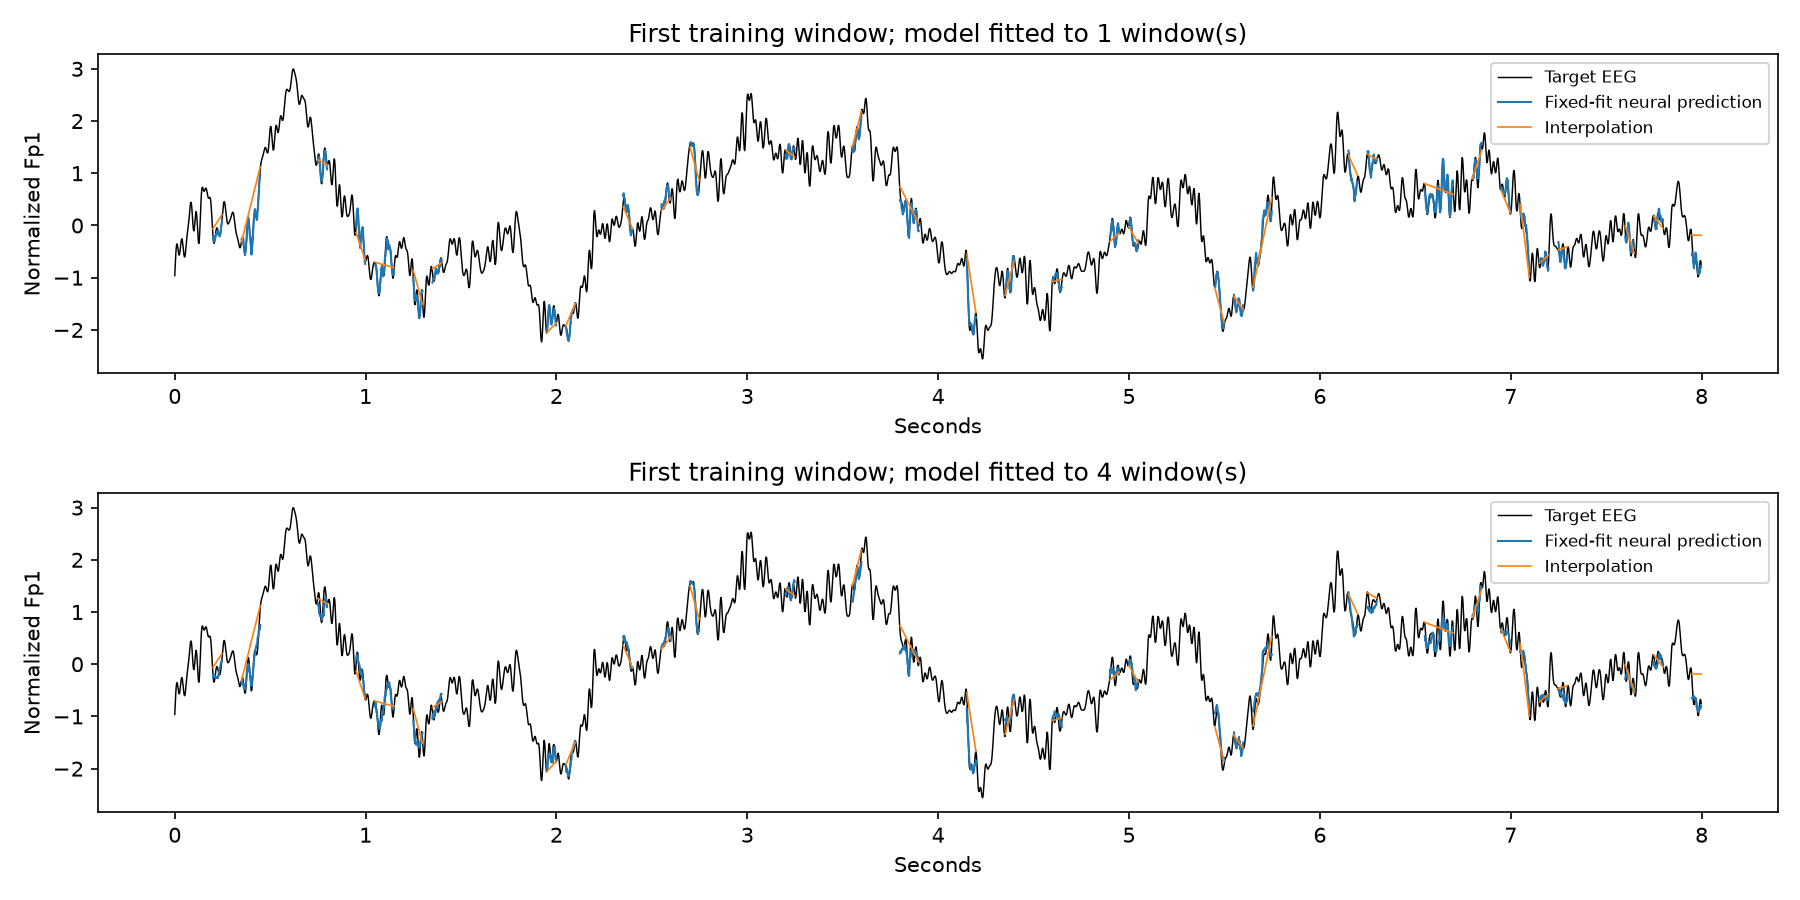 First training window; model fitted to 1 window(s)
Normalized Fp1
3
2
1
0
−1
−2
Target EEG
Fixed-fit neural prediction
Interpolation
0 1 2 3 4 5 6 7 8
Seconds
First training window; model fitted to 4 window(s)
Normalized Fp1
3
2
1
0
−1
−2
Target EEG
Fixed-fit neural prediction
Interpolation
0 1 2 3 4 5 6 7 8
Seconds